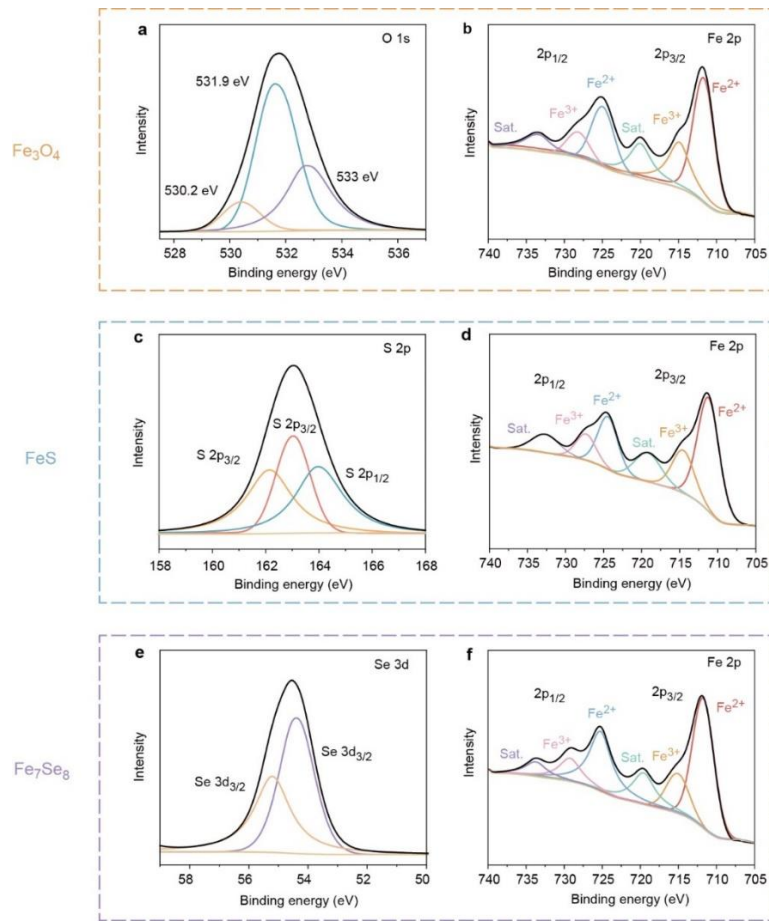 Fe3O4
a
O 1s
531.9 eV
530.2 eV
533 eV
Intensity
528 530 532 534 536
Binding energy (eV)
b
Fe 2p
2p1/2
Fe2+
2p3/2
Fe2+
Sat.
Fe3+
Sat.
Fe3+
Intensity
740 735 730 725 720 715 710 705
Binding energy (eV)
FeS
c
S 2p
S 2p3/2
S 2p3/2
S 2p1/2
Intensity
158 160 162 164 166 168
Binding energy (eV)
d
Fe 2p
2p1/2
Fe2+
2p3/2
Fe2+
Sat.
Fe3+
Sat.
Fe3+
Intensity
740 735 730 725 720 715 710 705
Binding energy (eV)
Fe7Se8
e
Se 3d
Se 3d3/2
Se 3d3/2
Intensity
58 56 54 52 50
Binding energy (eV)
f
Fe 2p
2p1/2
Fe2+
2p3/2
Fe2+
Sat.
Fe3+
Sat.
Fe3+
Intensity
740 735 730 725 720 715 710 705
Binding energy (eV)